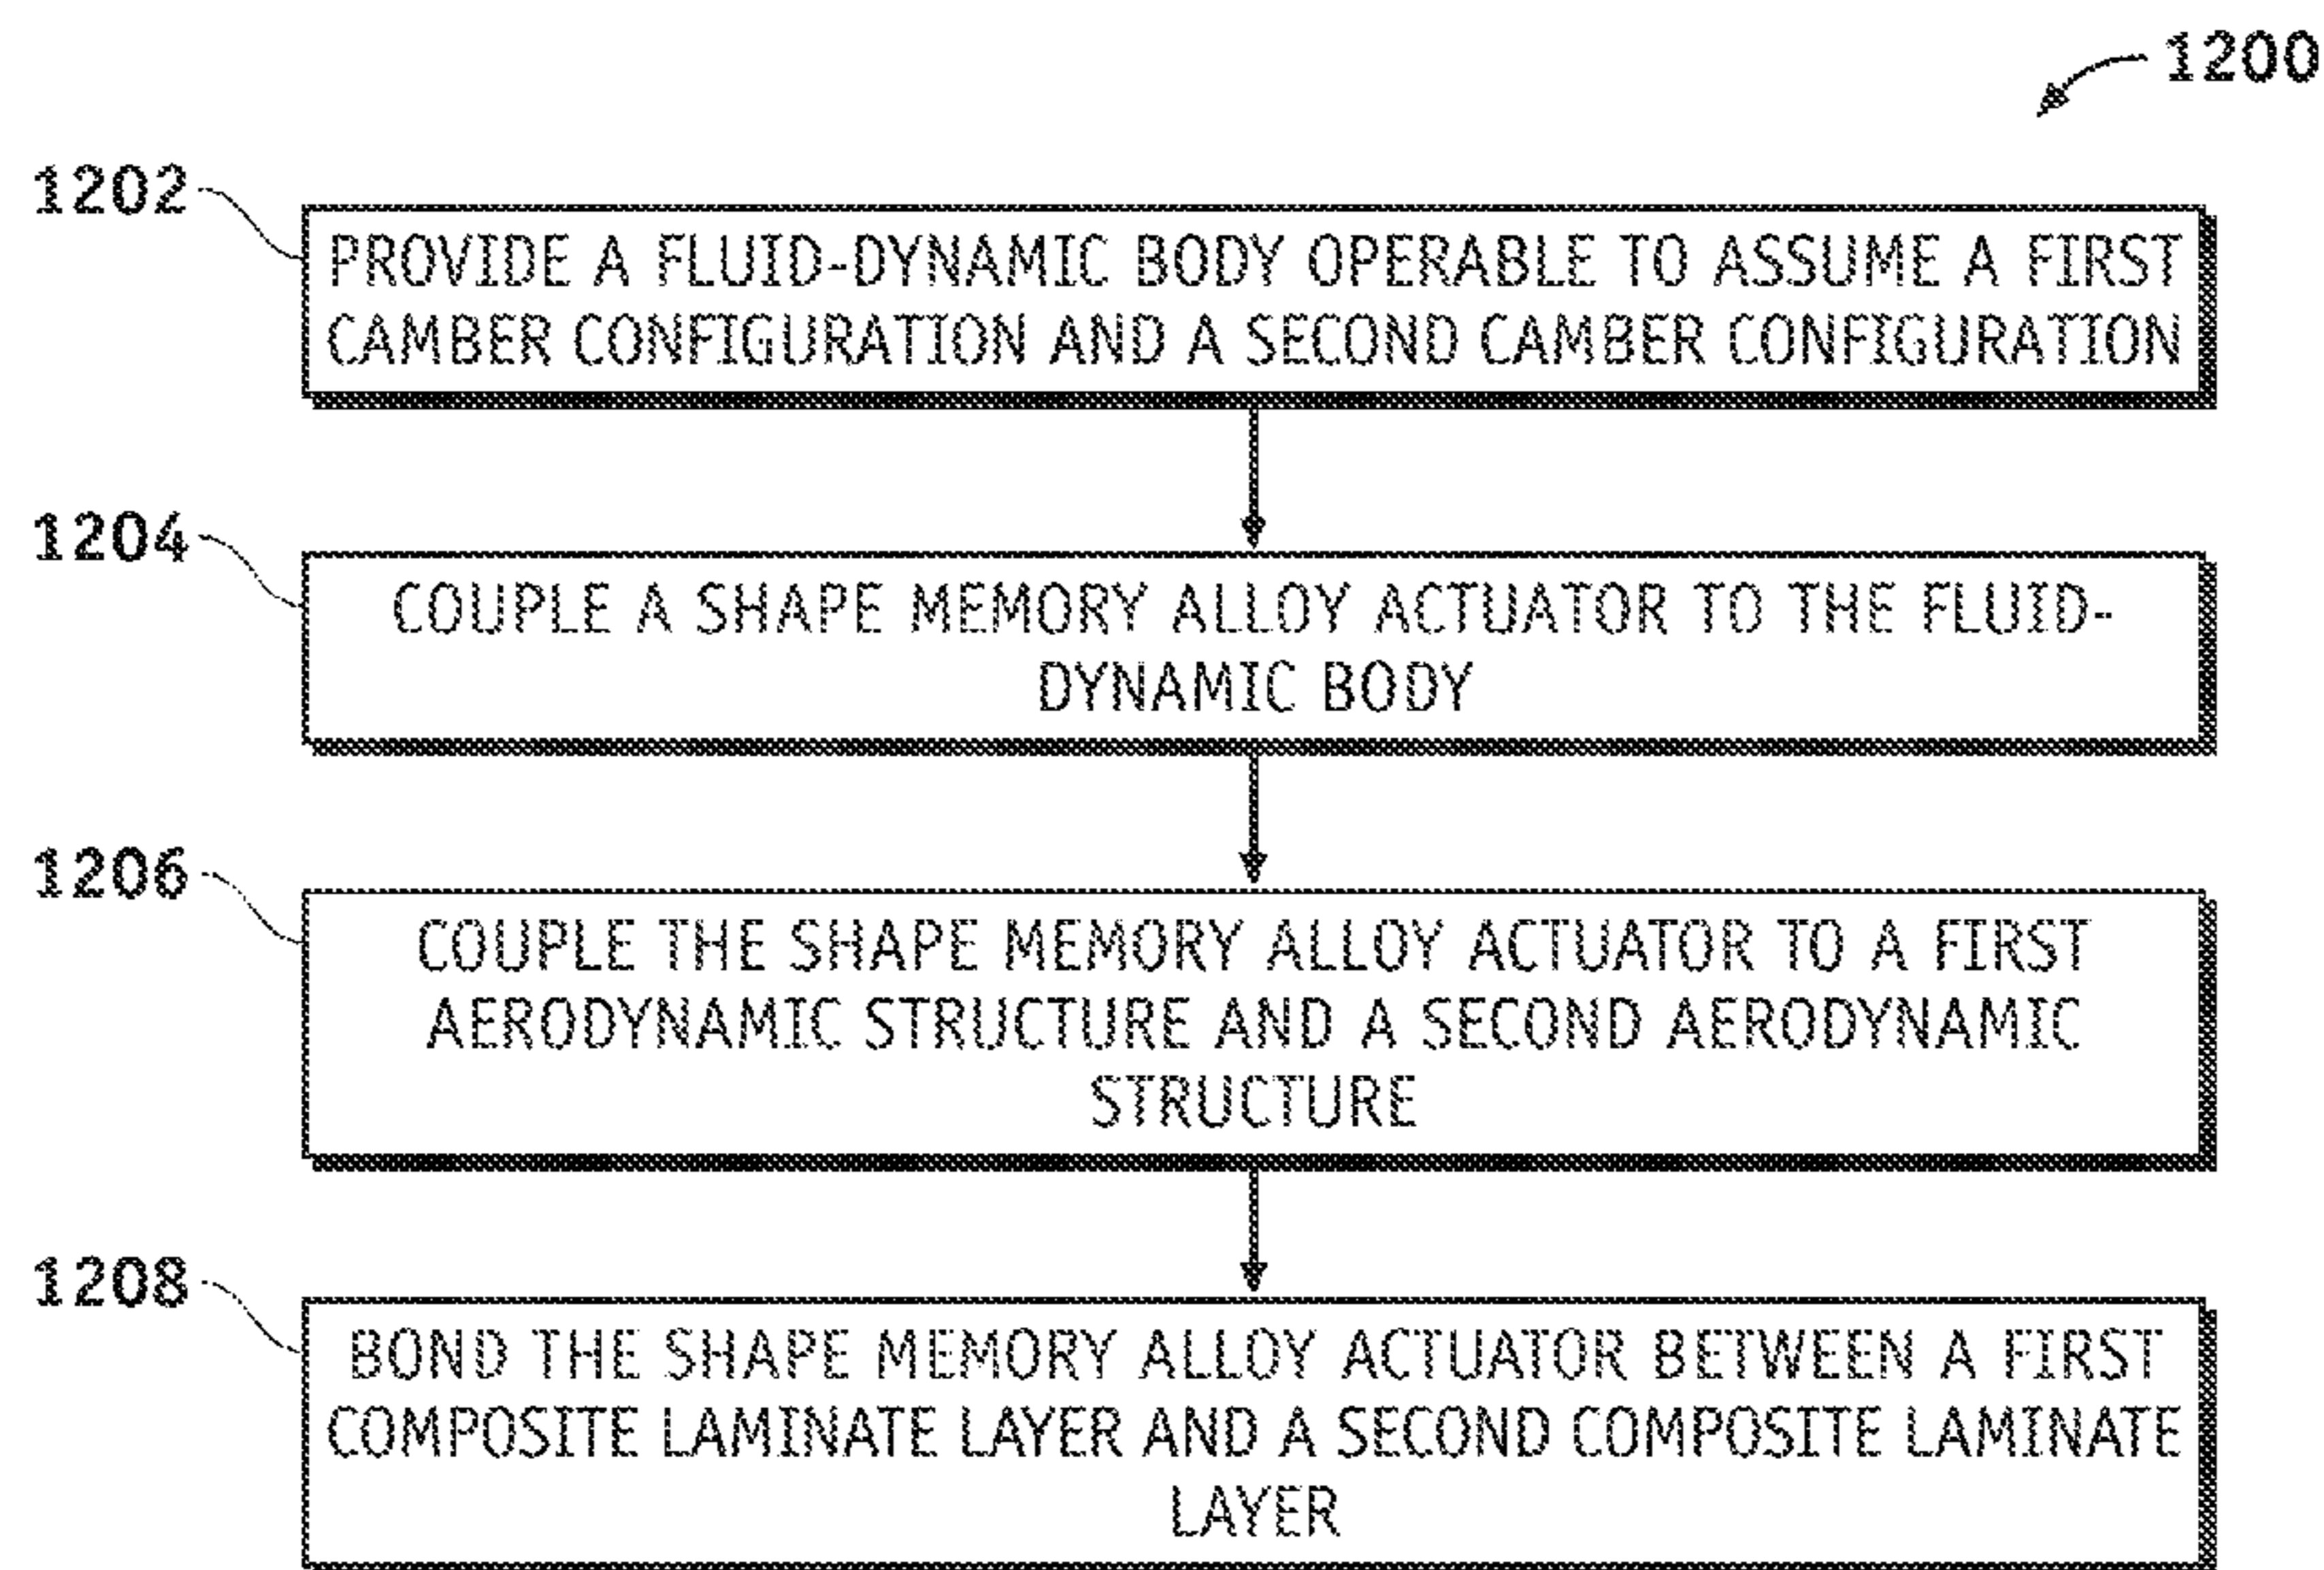 1200
1202
PROVIDE A FLUID-DYNAMIC BODY OPERABLE TO ASSUME A FIRST
CAMBER CONFIGURATION AND A SECOND CAMBER CONFIGURATION
1204
COUPLE A SHAPE MEMORY ALLOY ACTUATOR TO THE FLUID-
DYNAMIC BODY
1206
COUPLE THE SHAPE MEMORY ALLOY ACTUATOR TO A FIRST
AERODYNAMIC STRUCTURE AND A SECOND AERODYNAMIC
STRUCTURE
1208
BOND THE SHAPE MEMORY ALLOY ACTUATOR BETWEEN A FIRST
COMPOSITE LAMINATE LAYER AND A SECOND COMPOSITE LAMINATE
LAYER